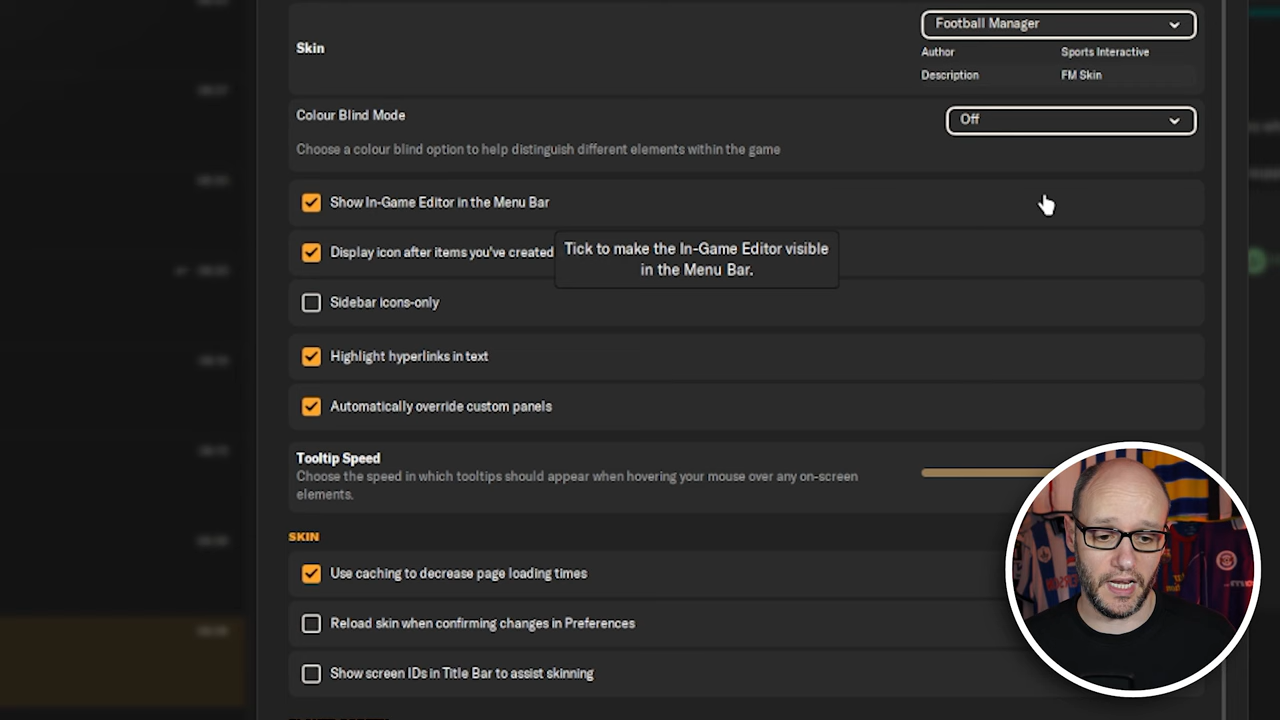 Football Manager
Skin
Author Sports Interactive
Description FM Skin
Colour Blind Mode
Off
Choose a colour blind option to help distinguish different elements within the game
Show In-Game Editor in the Menu Bar
Display icon after items you've created
Tick to make the In-Game Editor visible
in the Menu Bar.
Sidebar icons-only
Highlight hyperlinks in text
Automatically override custom panels
Tooltip Speed
Choose the speed in which tooltips should appear when hovering your mouse over any on-screen
elements.
SKIN
Use caching to decrease page loading times
Reload skin when confirming changes in Preferences
Show screen IDs in Title Bar to assist skinning